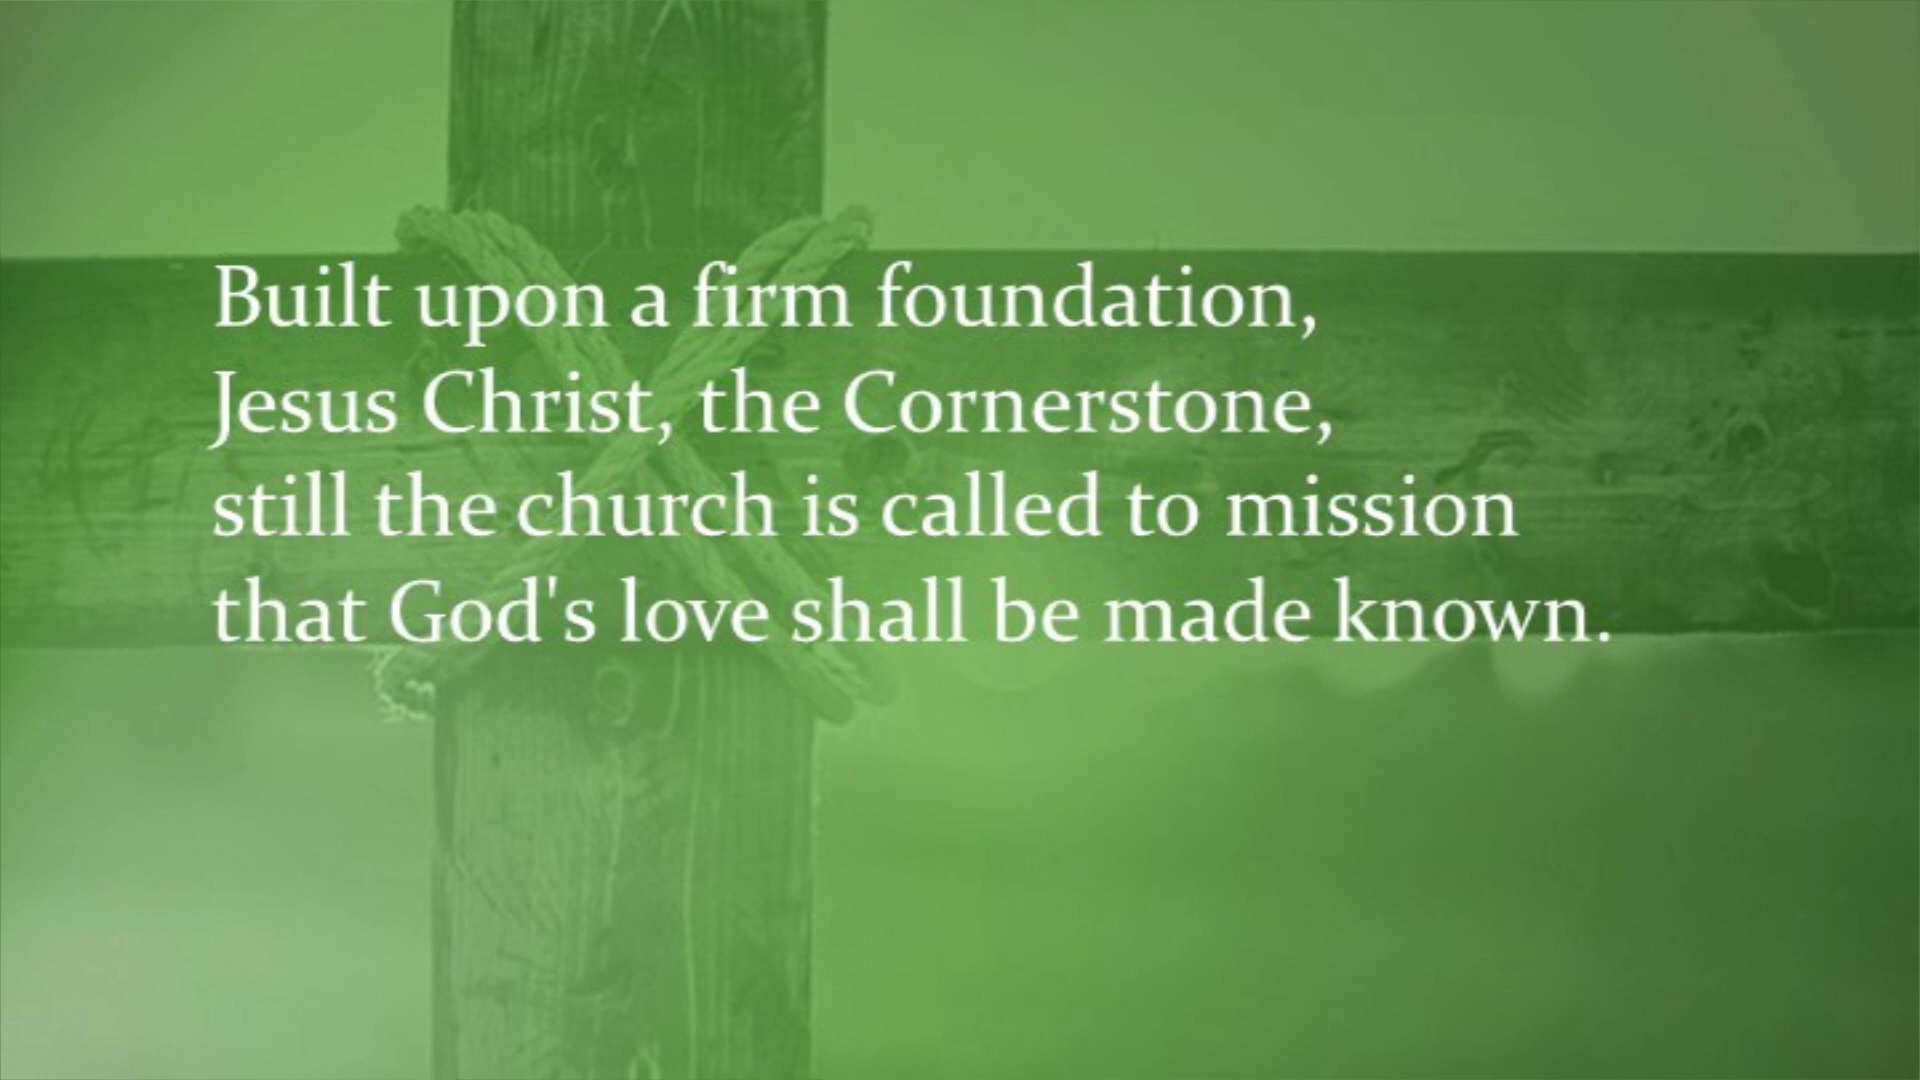 Built upon a firm foundation,
Jesus Christ, the Cornerstone,
still the church is called to mission
that God's love shall be made known.